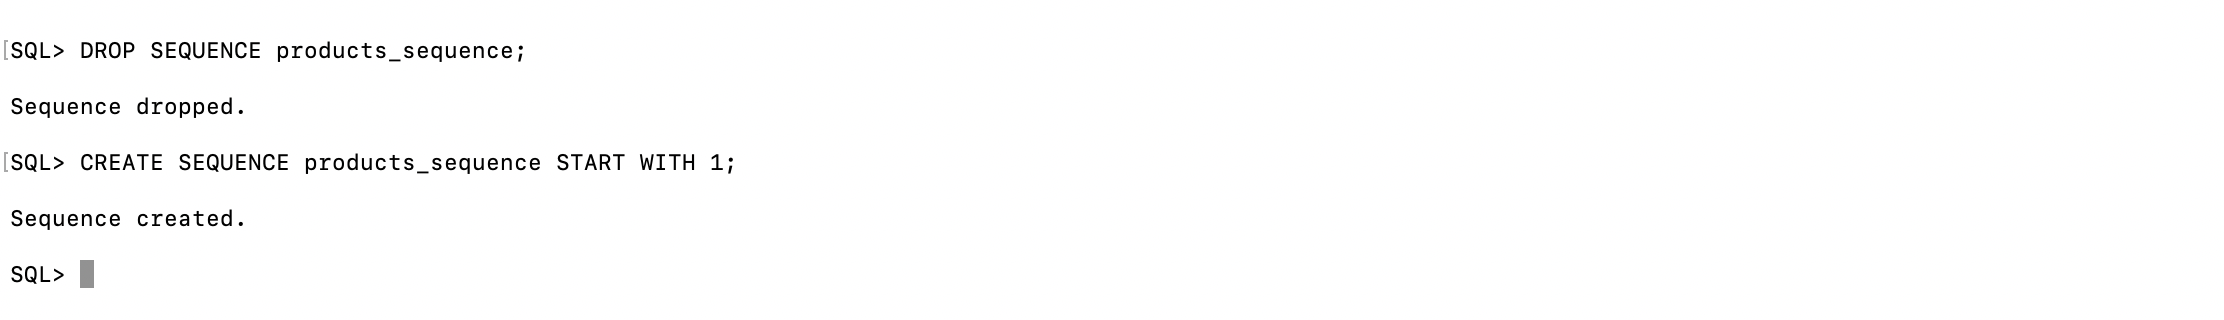 [SQL> DROP SEQUENCE products_sequence;
Sequence dropped.
[SQL> CREATE SEQUENCE products_sequence START WITH 1;
Sequence created.
SQL>